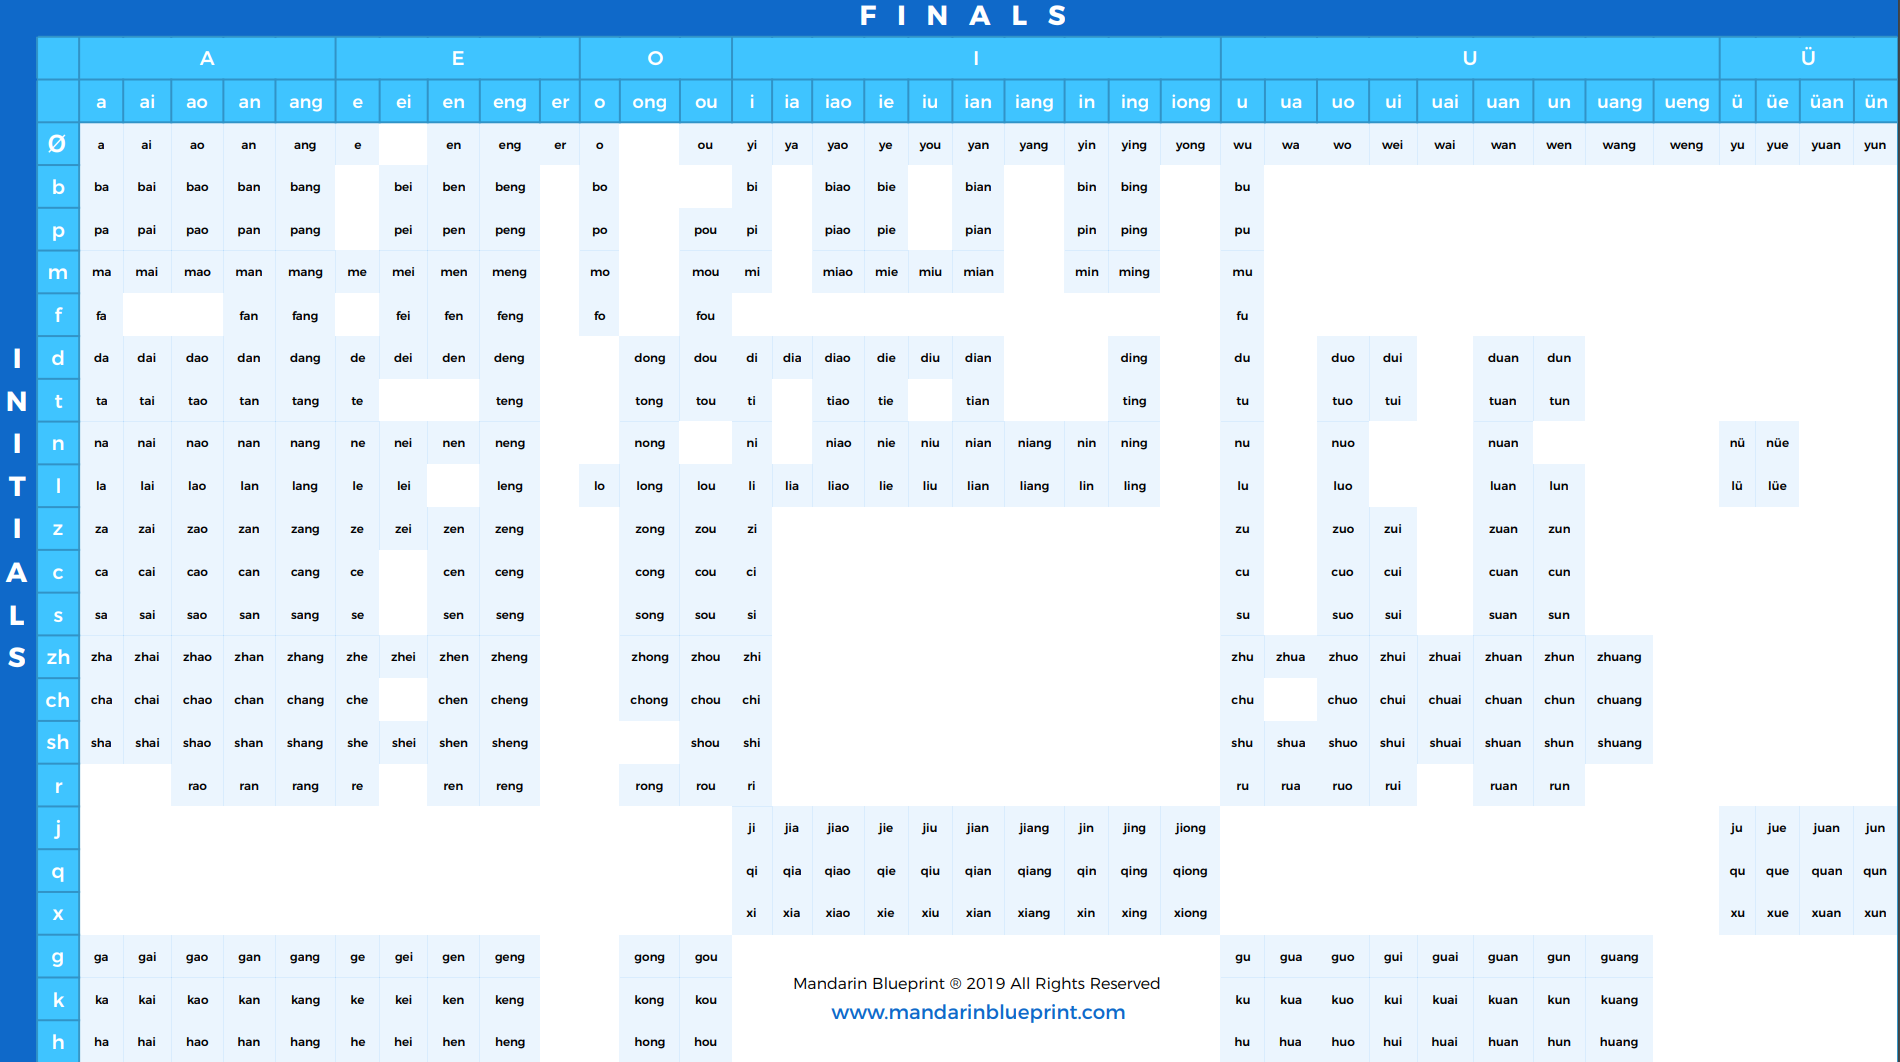 FINALS
A E O I U Ü
a ai ao an ang e ei en eng er o ong ou i ia iao ie iu ian iang in ing iong u ua uo ui uai uan un uang ueng ü üe üan ün
INITIALS
Ø a ai ao an ang e en eng er o ou yi ya yao ye you yan yang yin ying yong wu wa wo wei wai wan wen wang weng yu yue yuan yun
b ba bai bao ban bang bei ben beng bo bi biao bie bian bin bing bu
p pa pai pao pan pang pei pen peng po pou pi piao pie pian pin ping pu
m ma mai mao man mang me mei men meng mo mou mi miao mie miu mian min ming mu
f fa fan fang fei fen feng fo fou fu
d da dai dao dan dang de dei den deng dong dou di dia diao die diu dian ding du duo dui duan dun
t ta tai tao tan tang te teng tong tou ti tiao tie tian ting tu tuo tui tuan tun
n na nai nao nan nang ne nei nen neng nong ni niao nie niu nian niang nin ning nu nuo nuan nü nüe
l la lai lao lan lang le lei leng lo long lou li lia liao lie liu lian liang lin ling lu luo luan lun lü lüe
z za zai zao zan zang ze zei zen zeng zong zou zi zu zuo zui zuan zun
c ca cai cao can cang ce cen ceng cong cou ci cu cuo cui cuan cun
s sa sai sao san sang se sen seng song sou si su suo sui suan sun
zh zha zhai zhao zhan zhang zhe zhei zhen zheng zhong zhou zhi zhu zhua zhuo zhui zhuai zhuan zhun zhuang
ch cha chai chao chan chang che chen cheng chong chou chi chu chuo chui chuai chuan chun chuang
sh sha shai shao shan shang she shei shen sheng shou shi shu shua shuo shui shuai shuan shun shuang
r rao ran rang re ren reng rong rou ri ru rua ruo rui ruan run
j ji jia jiao jie jiu jian jiang jin jing jiong ju jue juan jun
q qi qia qiao qie qiu qian qiang qin qing qiong qu que quan qun
x xi xia xiao xie xiu xian xiang xin xing xiong xu xue xuan xun
g ga gai gao gan gang ge gei gen geng gong gou gu gua guo gui guai guan gun guang
k ka kai kao kan kang ke kei ken keng kong kou ku kua kuo kui kuai kuan kun kuang
h ha hai hao han hang he hei hen heng hong hou hu hua huo hui huai huan hun huang
Mandarin Blueprint ® 2019 All Rights Reserved
www.mandarinblueprint.com